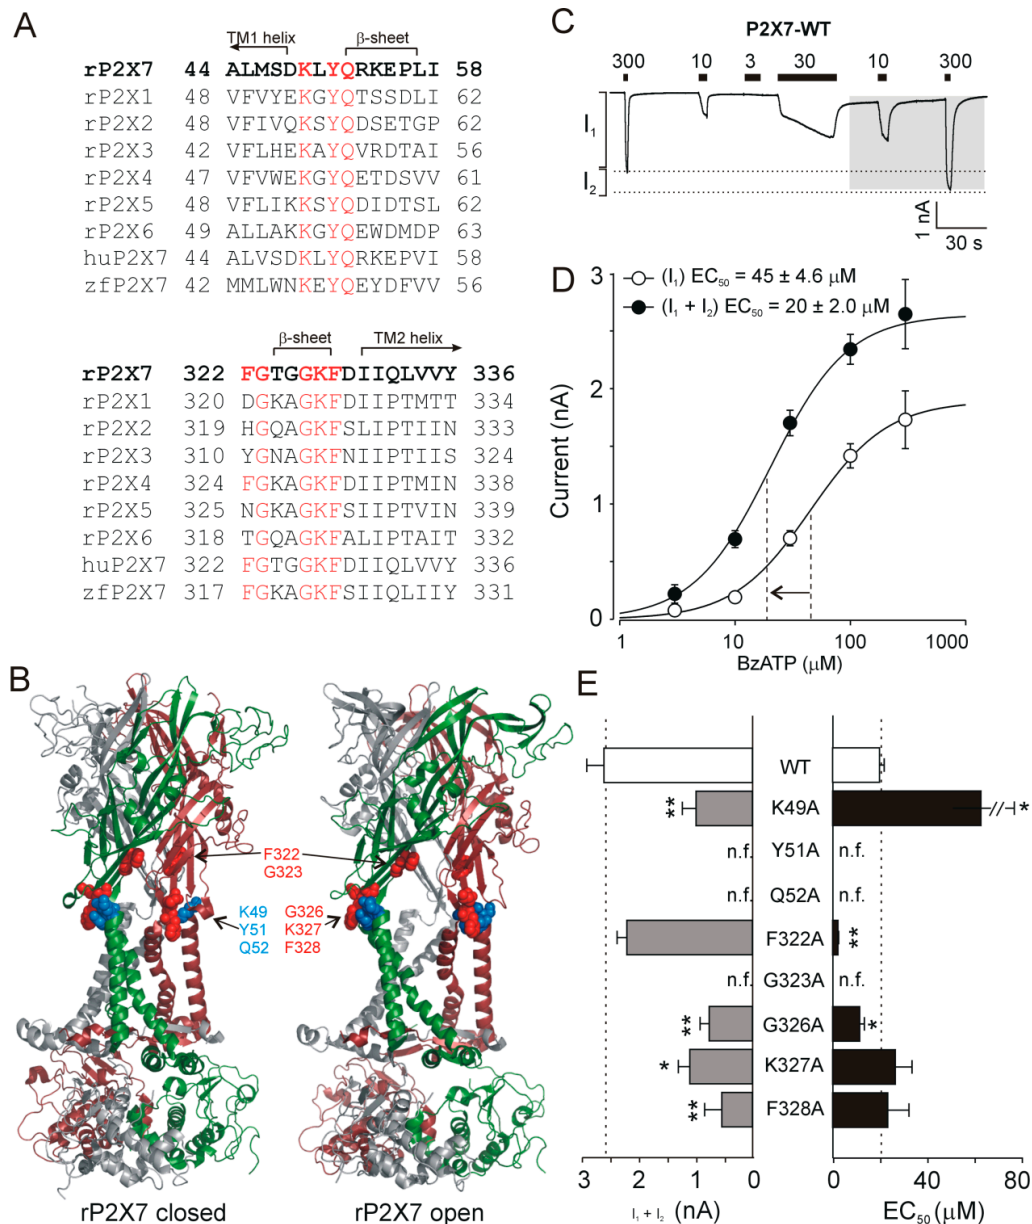 A
TM1 helix β-sheet
rP2X7 44 ALMSDKLYQRKEPLI 58
rP2X1 48 VFVYEKGYQTSSDLI 62
rP2X2 48 VFIVQKSYQDSETGP 62
rP2X3 42 VFLHEKAYQVRDTAI 56
rP2X4 47 VFVWEKGYQETDSVV 61
rP2X5 48 VFLIKKSYQDIDTSL 62
rP2X6 49 ALLAKKGYQEWDMDP 63
huP2X7 44 ALVSDKLYQRKEPVI 58
zfP2X7 42 MMLWNKEYQEYDFVV 56
β-sheet TM2 helix
rP2X7 322 FGTGGKFDIIQLVVY 336
rP2X1 320 DGKAGKFDIIPTMTT 334
rP2X2 319 HGQAGKFSLIPTIIN 333
rP2X3 310 YGNAGKFNIIPTIIS 324
rP2X4 324 FGKAGKFDIIPTMIN 338
rP2X5 325 NGKAGKFSIIPTVIN 339
rP2X6 318 TGQAGKFALIPTAIT 332
huP2X7 322 FGTGGKFDIIQLVVY 336
zfP2X7 317 FGKAGKFSIIQLIIY 331
B
F322
G323
K49 G326
Y51 K327
Q52 F328
rP2X7 closed rP2X7 open
C
P2X7-WT
300 10 3 30 10 300
I1
I2
1 nA
30 s
D
(I1) EC50 = 45 ± 4.6 µM
(I1 + I2) EC50 = 20 ± 2.0 µM
Current (nA)
3
2
1
0
1 10 100 1000
BzATP (µM)
E
WT
** K49A // *
n.f. Y51A n.f.
n.f. Q52A n.f.
F322A **
n.f. G323A n.f.
** G326A *
* K327A
** F328A
3 2 1 0 0 40 80
I1 + I2 (nA) EC50 (µM)